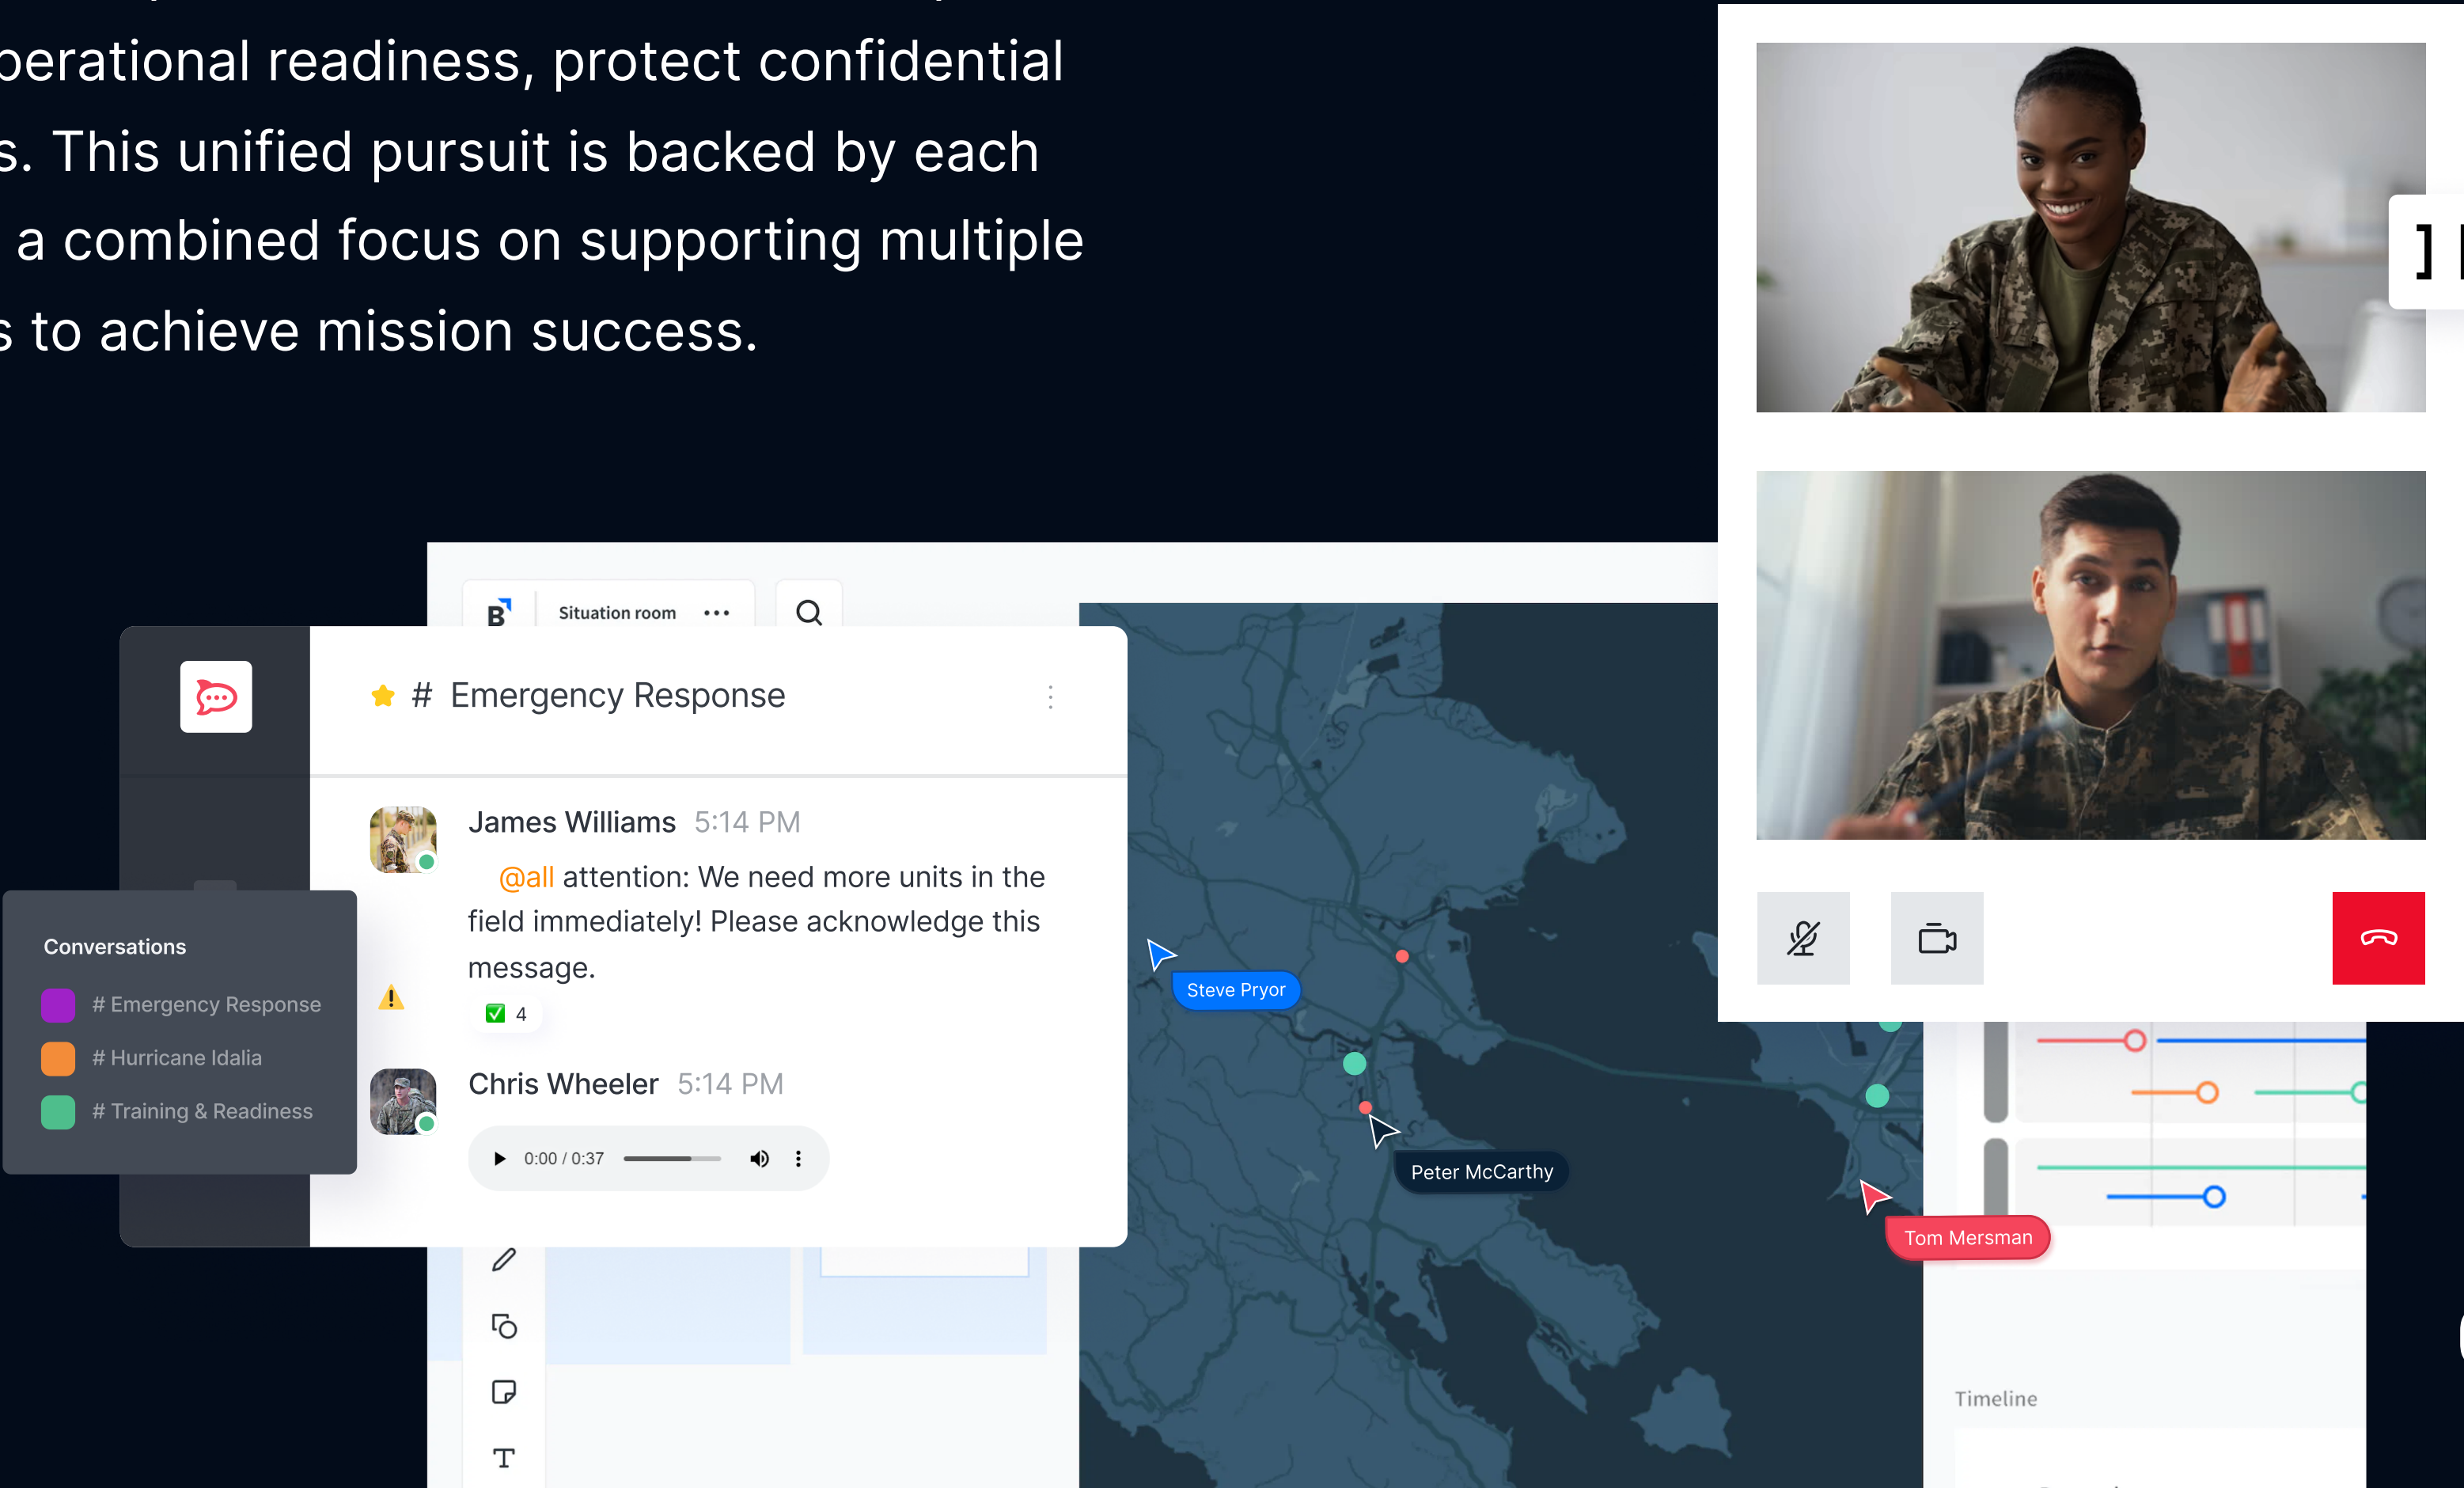 perational readiness, protect confidential
s. This unified pursuit is backed by each
a combined focus on supporting multiple
s to achieve mission success.
]
B
Situation room
# Emergency Response
James Williams 5:14 PM
@all attention: We need more units in the
field immediately! Please acknowledge this
message.
4
Chris Wheeler 5:14 PM
0:00 / 0:37
Conversations
# Emergency Response
# Hurricane Idalia
# Training & Readiness
T
Steve Pryor
Peter McCarthy
Tom Mersman
Timeline